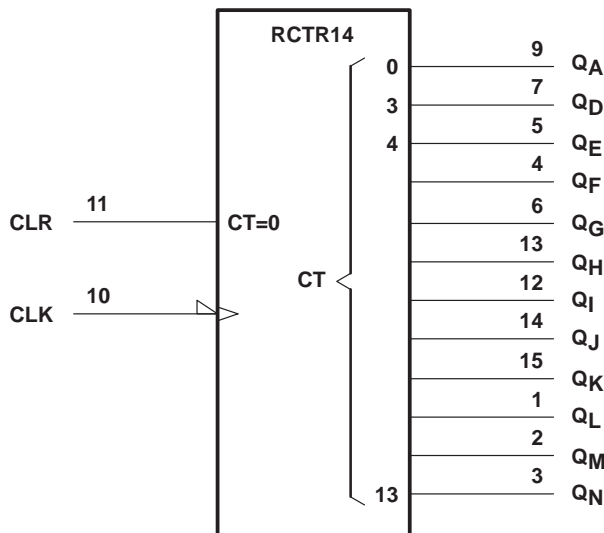 RCTR14
0 9 QA
3 7 QD
4 5 QE
4 QF
CLR 11 CT=0 6 QG
13 QH
CLK 10 CT 12 QI
14 QJ
15 QK
1 QL
2 QM
13 3 QN